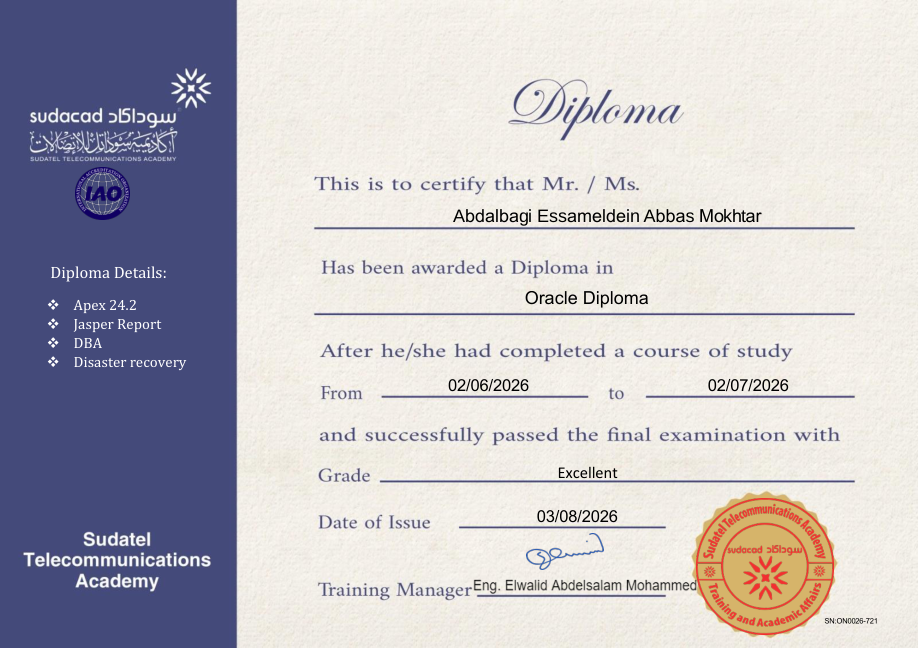 sudacad سوداكاد
أكاديمية سوداتل للاتصالات
SUDATEL TELECOMMUNICATIONS ACADEMY
IAO
Diploma Details:
❖ Apex 24.2
❖ Jasper Report
❖ DBA
❖ Disaster recovery
Sudatel
Telecommunications
Academy
Diploma
This is to certify that Mr. / Ms.
Abdalbagi Essameldein Abbas Mokhtar
Has been awarded a Diploma in
Oracle Diploma
After he/she had completed a course of study
From 02/06/2026 to 02/07/2026
and successfully passed the final examination with
Grade Excellent
Date of Issue 03/08/2026
Training Manager Eng. Elwalid Abdelsalam Mohammed
Sudatel Telecommunications Academy
sudacad سوداكاد
Training and Academic Affairs
SN:ON0026-721